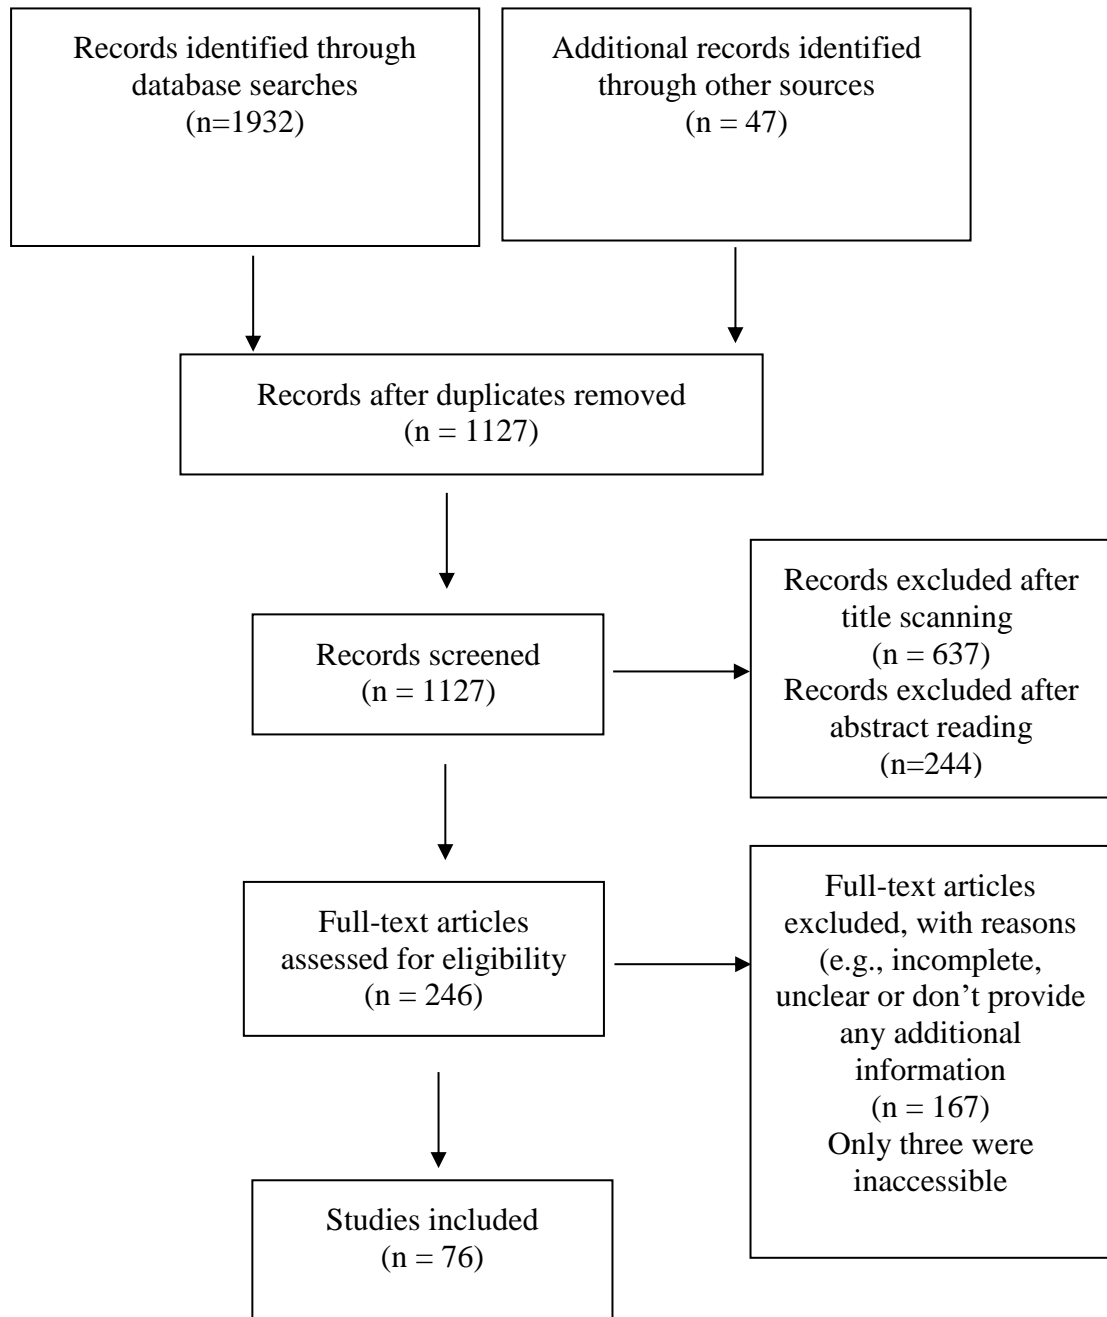 Records identified through
database searches
(n=1932)
Additional records identified
through other sources
(n = 47)
Records after duplicates removed
(n = 1127)
Records screened
(n = 1127)
Records excluded after
title scanning
(n = 637)
Records excluded after
abstract reading
(n=244)
Full-text articles
assessed for eligibility
(n = 246)
Full-text articles
excluded, with reasons
(e.g., incomplete,
unclear or don’t provide
any additional
information
(n = 167)
Only three were
inaccessible
Studies included
(n = 76)